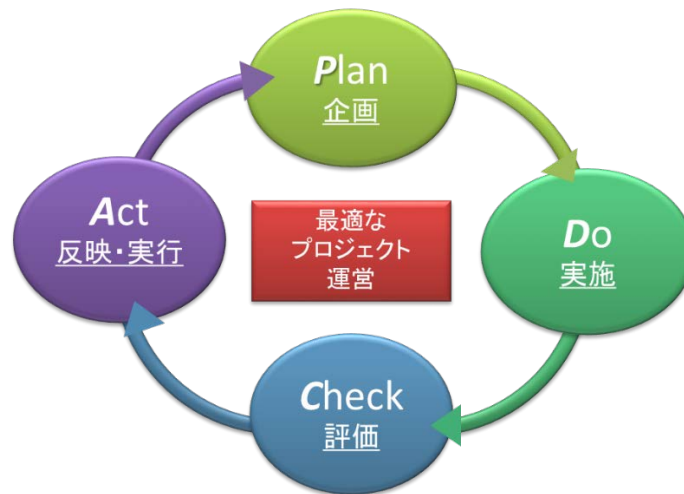 Plan
企画
Do
実施
Check
評価
Act
反映・実行
最適な
プロジェクト
運営